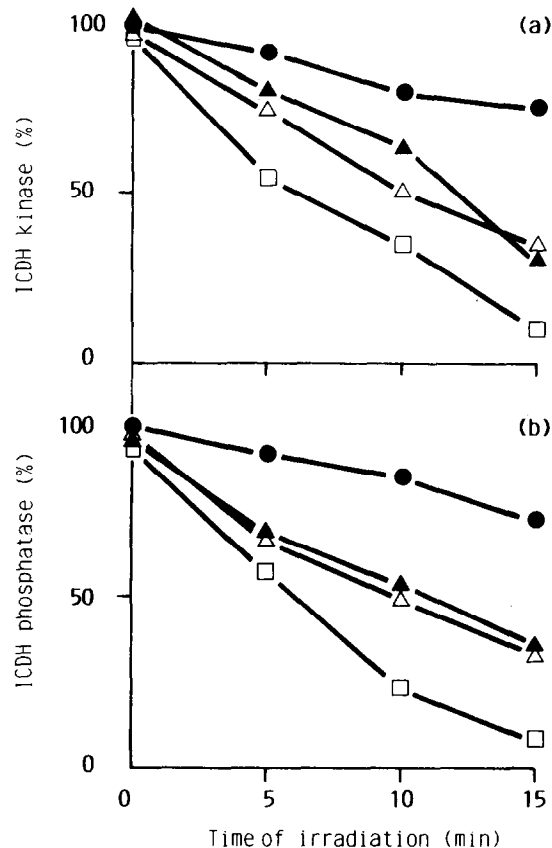 (a)
100
50
0
ICDH kinase (%)
(b)
100
50
0
ICDH phosphatase (%)
0 5 10 15
Time of irradiation (min)